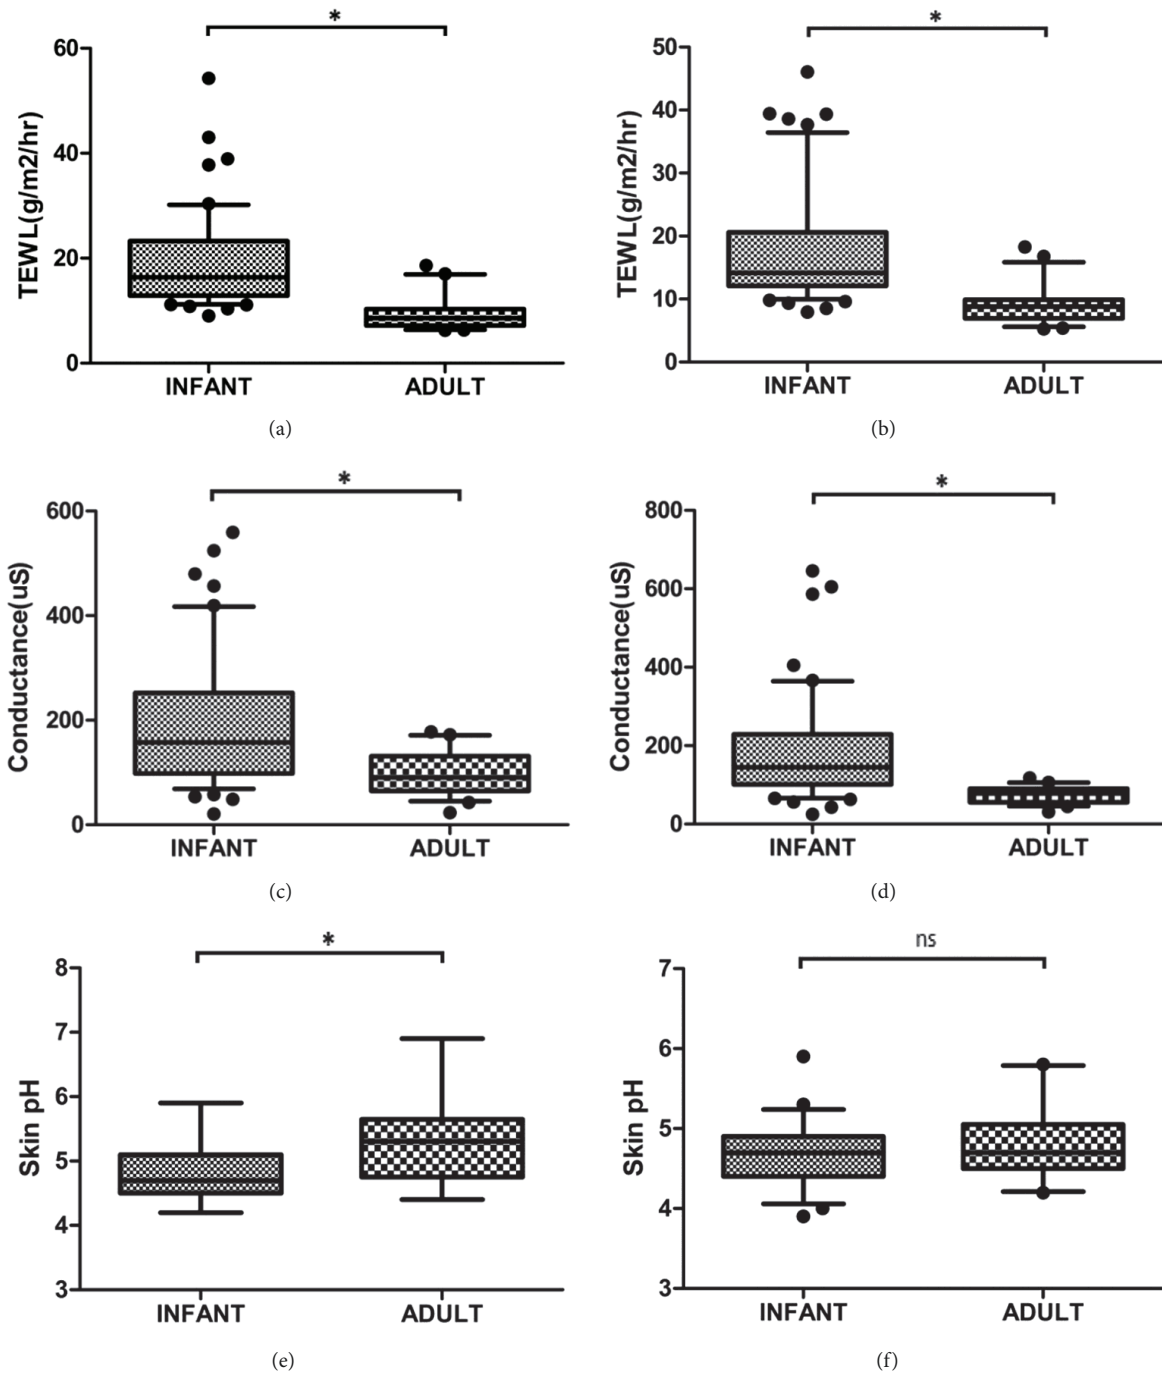 *
TEWL(g/m2/hr)
60
40
20
0
INFANT ADULT
(a)
*
TEWL(g/m2/hr)
50
40
30
20
10
0
INFANT ADULT
(b)
*
Conductance(uS)
600
400
200
0
INFANT ADULT
(c)
*
Conductance(uS)
800
600
400
200
0
INFANT ADULT
(d)
*
Skin pH
8
7
6
5
4
3
INFANT ADULT
(e)
ns
Skin pH
7
6
5
4
3
INFANT ADULT
(f)